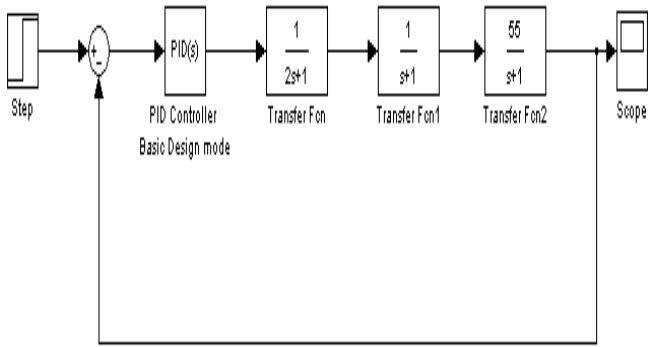 +
−
PID(s)
1
2s+1
1
s+1
55
s+1
Step
PID Controller
Basic Design mode
Transfer Fcn
Transfer Fcn1
Transfer Fcn2
Scope